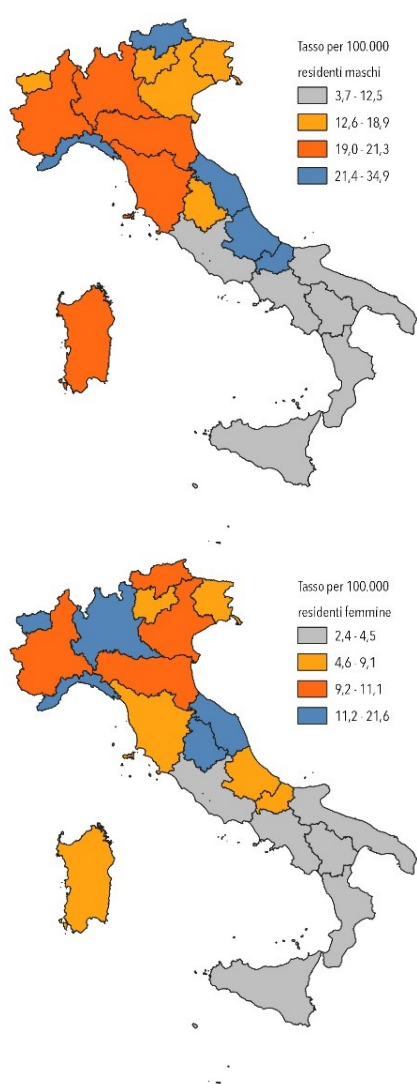 Tasso per 100.000
residenti maschi
3,7 - 12,5
12,6 - 18,9
19,0 - 21,3
21,4 - 34,9
Tasso per 100.000
residenti femmine
2,4 - 4,5
4,6 - 9,1
9,2 - 11,1
11,2 - 21,6